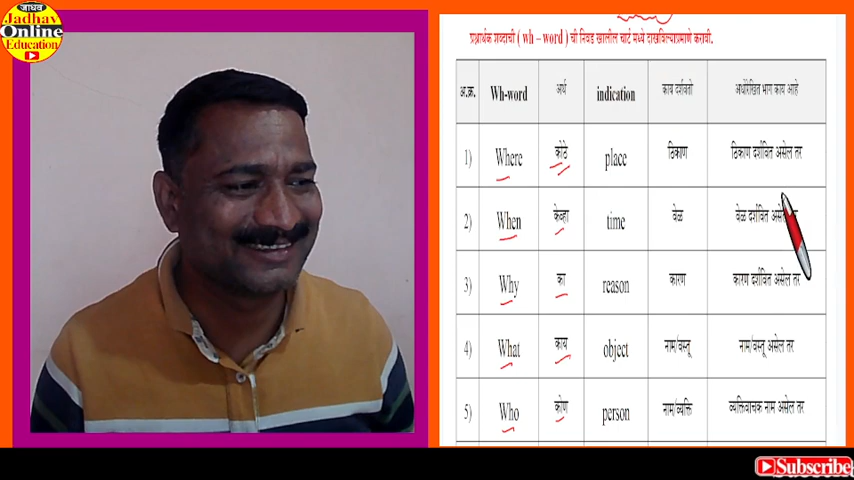 जाधव
Jadhav
Online
Education
प्रश्नार्थक शब्दाची ( wh – word ) ची निवड खालील चार्ट मध्ये दाखविल्याप्रमाणे करावी.
अ.क्र. Wh-word अर्थ indication काय दर्शवतो अधोरेखित भाग काय आहे
1) Where कोठे place ठिकाण ठिकाण दर्शवित असेल तर
2) When केव्हा time वेळ वेळ दर्शवित असेल
3) Why का reason कारण कारण दर्शवित असेल तर
4) What काय object नाम/वस्तू नाम/वस्तू असेल तर
5) Who कोण person नाम/व्यक्ति व्यक्तिवाचक नाम असेल तर
Subscribe